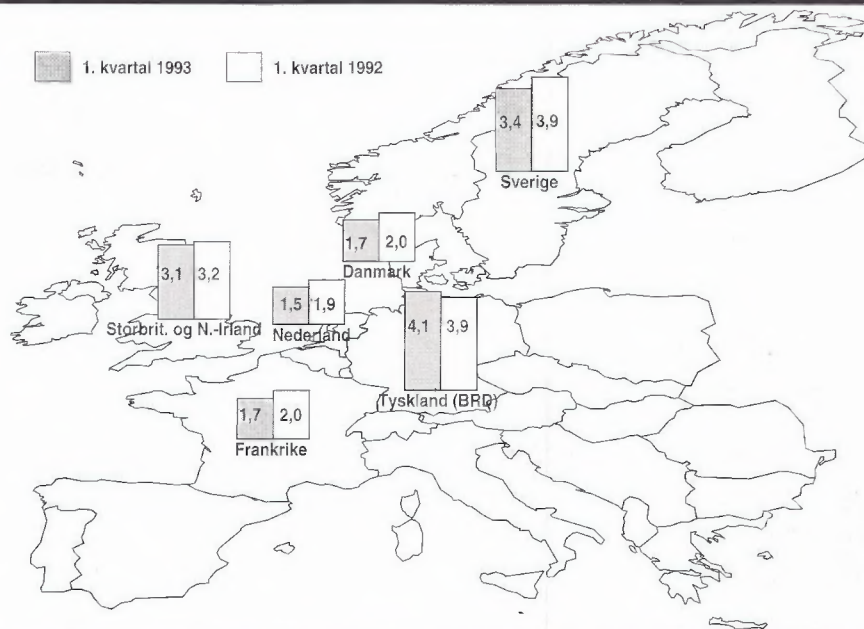 1. kvartal 1993 1. kvartal 1992
3,4 3,9
Sverige
1,7 2,0
Danmark
3,1 3,2
Storbrit. og N.-Irland
1,5 1,9
Nederland
4,1 3,9
Tyskland (BRD)
1,7 2,0
Frankrike